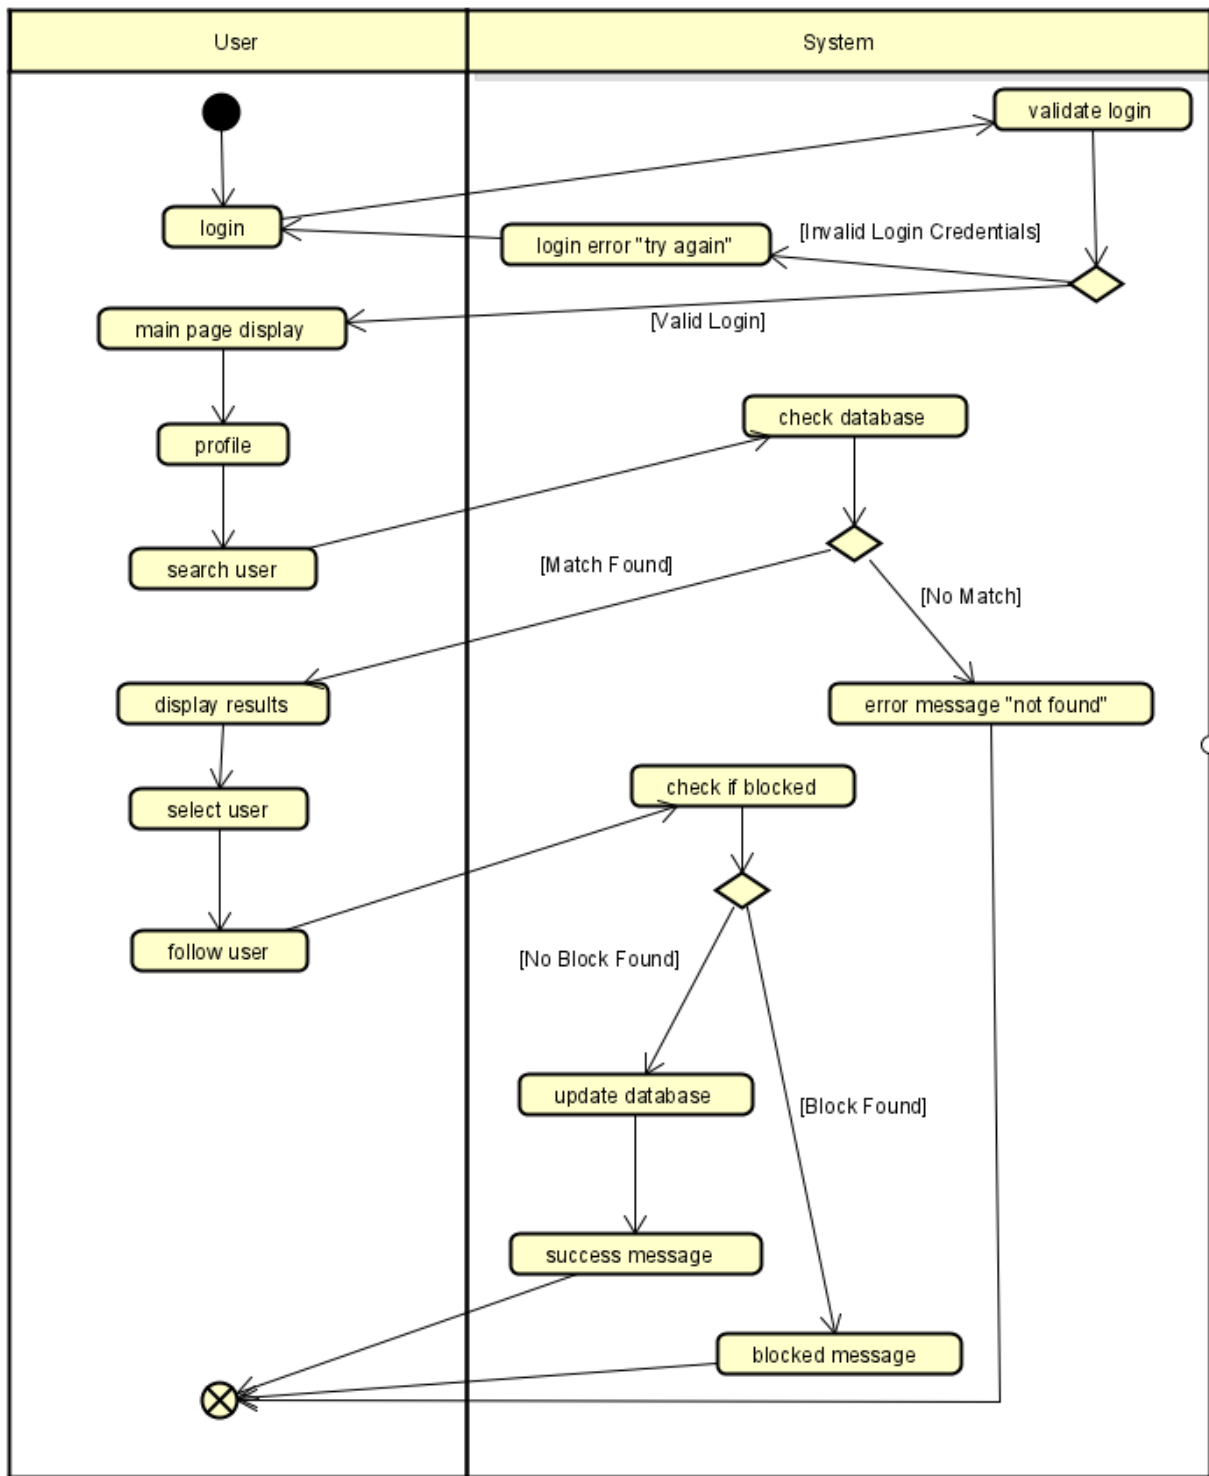 User
System
validate login
login
login error "try again"
[Invalid Login Credentials]
main page display
[Valid Login]
check database
profile
search user
[Match Found]
[No Match]
display results
error message "not found"
check if blocked
select user
follow user
[No Block Found]
update database
[Block Found]
success message
blocked message